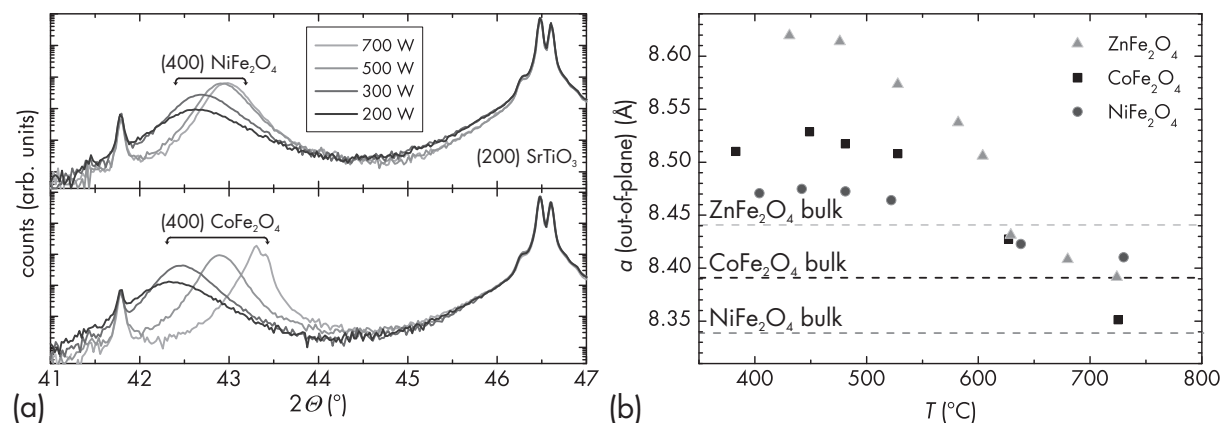 (400) NiFe₂O₄
700 W
500 W
300 W
200 W
(200) SrTiO₃
(400) CoFe₂O₄
counts (arb. units)
41 42 43 44 45 46 47
2Θ (°)
(a)
8.60
8.55
8.50
8.45
8.40
8.35
a (out-of-plane) (Å)
ZnFe₂O₄
CoFe₂O₄
NiFe₂O₄
ZnFe₂O₄ bulk
CoFe₂O₄ bulk
NiFe₂O₄ bulk
400 500 600 700 800
T (°C)
(b)